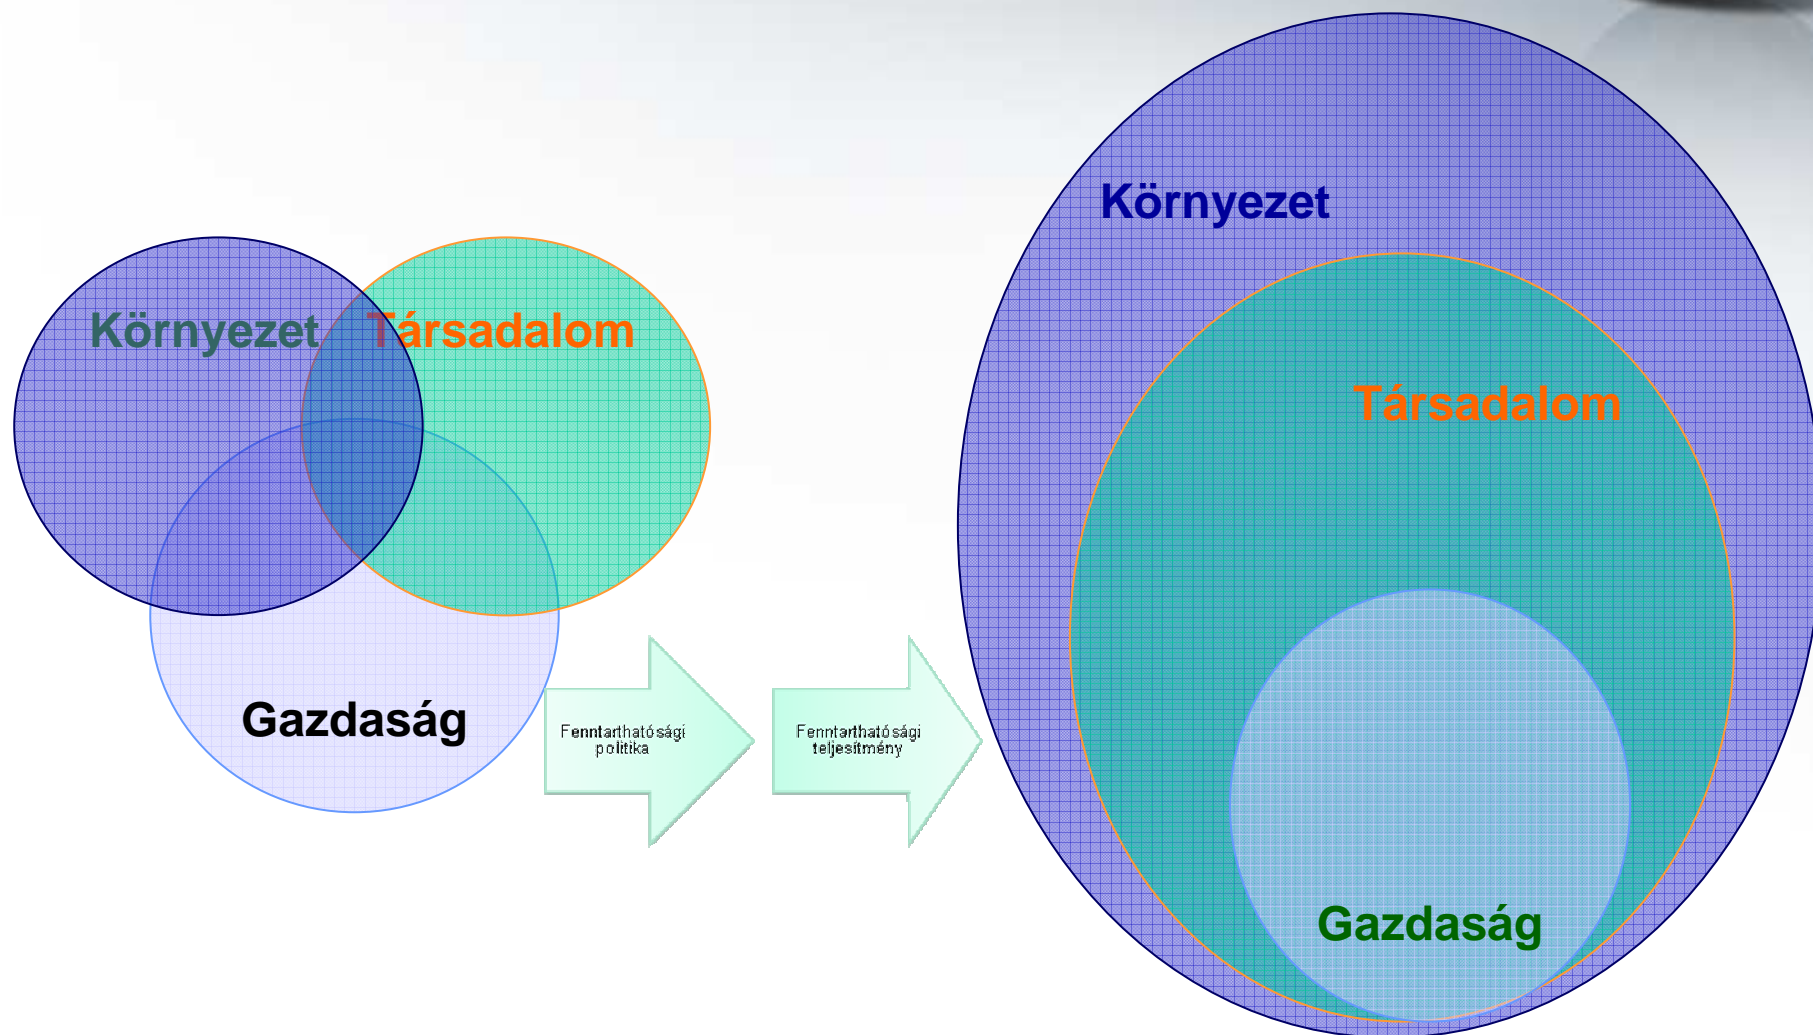 Környezet
Társadalom
Gazdaság
Fenntarthatósági
politika
Fenntarthatósági
teljesítmény
Környezet
Társadalom
Gazdaság